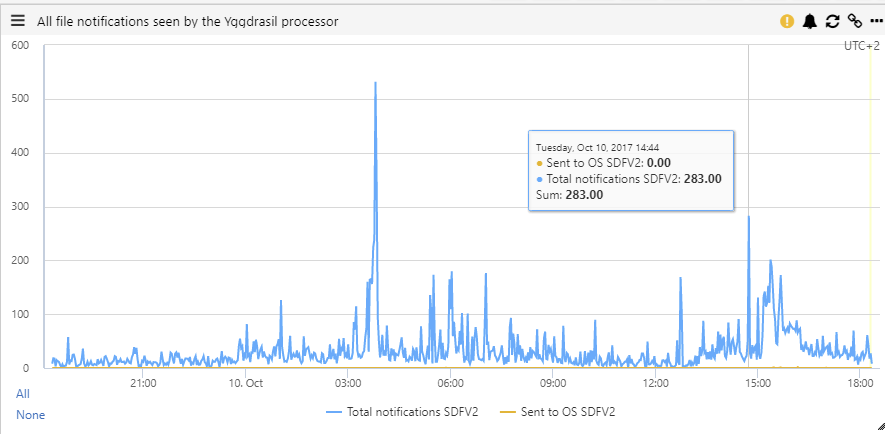 All file notifications seen by the Yggdrasil processor
UTC+2
600
500
400
300
200
100
0
Tuesday, Oct 10, 2017 14:44
Sent to OS SDFV2: 0.00
Total notifications SDFV2: 283.00
Sum: 283.00
21:00 10. Oct 03:00 06:00 09:00 12:00 15:00 18:00
All
None
Total notifications SDFV2 Sent to OS SDFV2